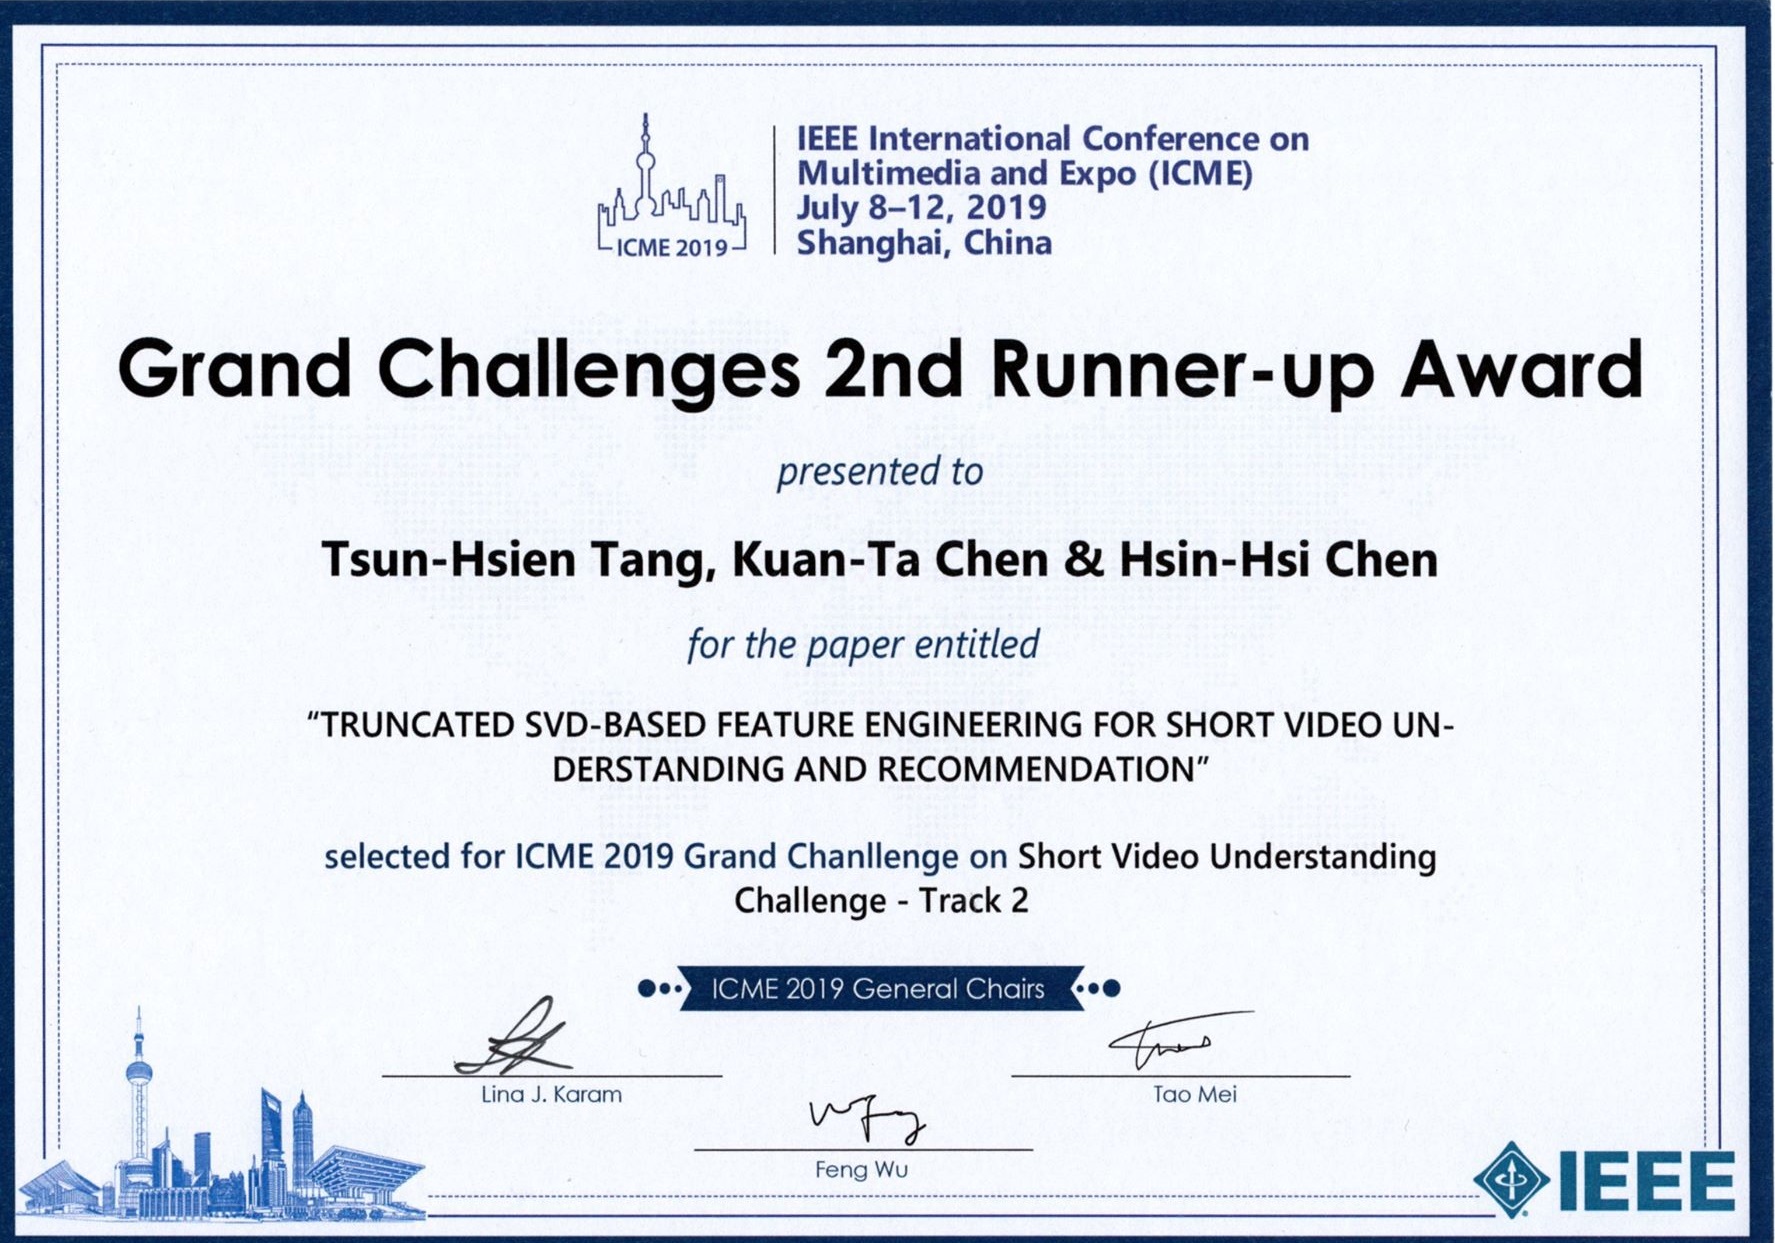 IEEE International Conference on
Multimedia and Expo (ICME)
July 8–12, 2019
Shanghai, China
ICME 2019
Grand Challenges 2nd Runner-up Award
presented to
Tsun-Hsien Tang, Kuan-Ta Chen & Hsin-Hsi Chen
for the paper entitled
“TRUNCATED SVD-BASED FEATURE ENGINEERING FOR SHORT VIDEO UN-
DERSTANDING AND RECOMMENDATION”
selected for ICME 2019 Grand Chanllenge on Short Video Understanding
Challenge - Track 2
ICME 2019 General Chairs
Lina J. Karam
Tao Mei
Feng Wu
IEEE